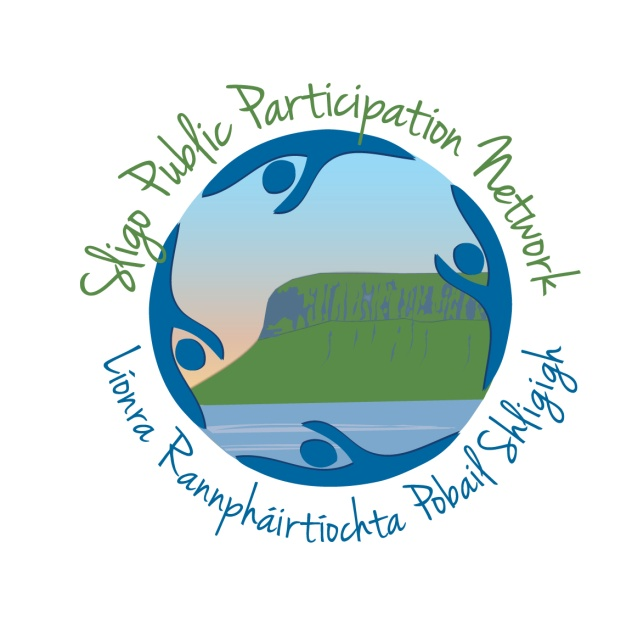 Sligo Public Participation Network
Líonra Rannpháirtíochta Pobail Shligigh